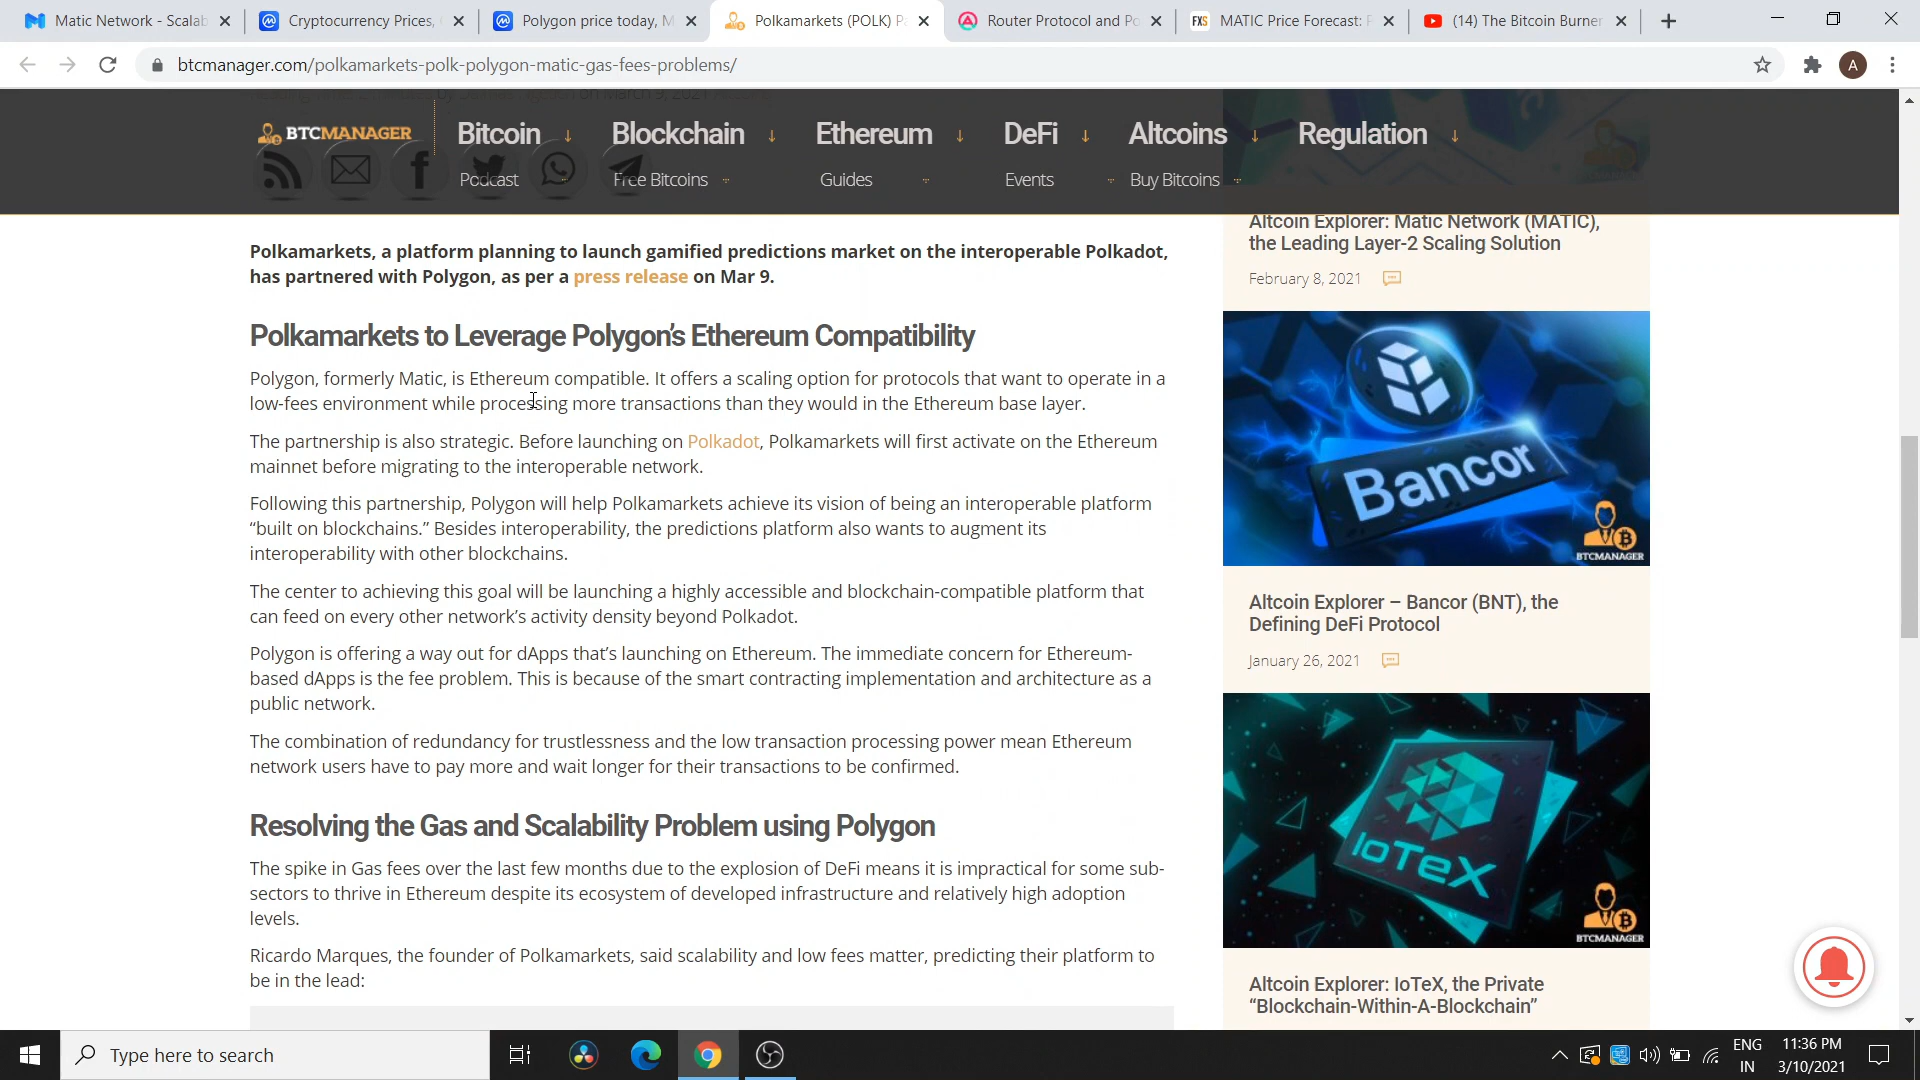 Matic Network - Scalab
Cryptocurrency Prices,
Polygon price today, M
Polkamarkets (POLK) P
Router Protocol and Po
FXS
MATIC Price Forecast:
(14) The Bitcoin Burner
btcmanager.com/polkamarkets-polk-polygon-matic-gas-fees-problems/
A
BTCMANAGER
Bitcoin
Blockchain
Ethereum
DeFi
Altcoins
Regulation
Podcast
Free Bitcoins
Guides
Events
Buy Bitcoins
Polkamarkets, a platform planning to launch gamified predictions market on the interoperable Polkadot,
has partnered with Polygon, as per a press release on Mar 9.
Polkamarkets to Leverage Polygon’s Ethereum Compatibility
Polygon, formerly Matic, is Ethereum compatible. It offers a scaling option for protocols that want to operate in a
low-fees environment while processing more transactions than they would in the Ethereum base layer.
The partnership is also strategic. Before launching on Polkadot, Polkamarkets will first activate on the Ethereum
mainnet before migrating to the interoperable network.
Following this partnership, Polygon will help Polkamarkets achieve its vision of being an interoperable platform
“built on blockchains.” Besides interoperability, the predictions platform also wants to augment its
interoperability with other blockchains.
The center to achieving this goal will be launching a highly accessible and blockchain-compatible platform that
can feed on every other network’s activity density beyond Polkadot.
Polygon is offering a way out for dApps that’s launching on Ethereum. The immediate concern for Ethereum-
based dApps is the fee problem. This is because of the smart contracting implementation and architecture as a
public network.
The combination of redundancy for trustlessness and the low transaction processing power mean Ethereum
network users have to pay more and wait longer for their transactions to be confirmed.
Resolving the Gas and Scalability Problem using Polygon
The spike in Gas fees over the last few months due to the explosion of DeFi means it is impractical for some sub-
sectors to thrive in Ethereum despite its ecosystem of developed infrastructure and relatively high adoption
levels.
Ricardo Marques, the founder of Polkamarkets, said scalability and low fees matter, predicting their platform to
be in the lead:
Altcoin Explorer: Matic Network (MATIC),
the Leading Layer-2 Scaling Solution
February 8, 2021
Bancor
BTCMANAGER
Altcoin Explorer – Bancor (BNT), the
Defining DeFi Protocol
January 26, 2021
IoTeX
BTCMANAGER
Altcoin Explorer: IoTeX, the Private
“Blockchain-Within-A-Blockchain”
Type here to search
ENG
IN
11:36 PM
3/10/2021